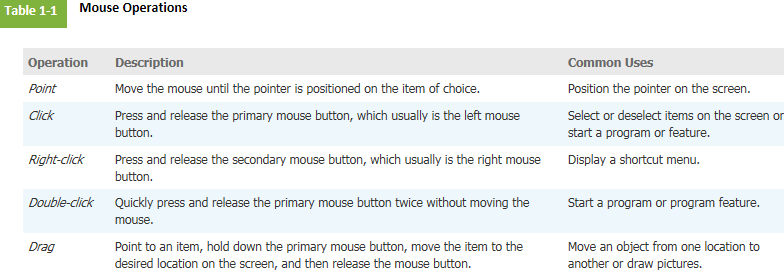 Table 1-1 Mouse Operations
Operation Description Common Uses
Point Move the mouse until the pointer is positioned on the item of choice. Position the pointer on the screen.
Click Press and release the primary mouse button, which usually is the left mouse Select or deselect items on the screen or
button. start a program or feature.
Right-click Press and release the secondary mouse button, which usually is the right mouse Display a shortcut menu.
button.
Double-click Quickly press and release the primary mouse button twice without moving the Start a program or program feature.
mouse.
Drag Point to an item, hold down the primary mouse button, move the item to the Move an object from one location to
desired location on the screen, and then release the mouse button. another or draw pictures.